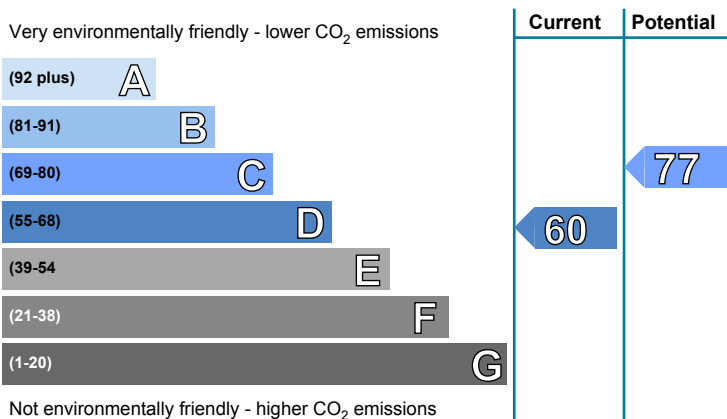 Very environmentally friendly - lower CO2 emissions
Current
Potential
(92 plus) A
(81-91) B
(69-80) C
77
(55-68) D
60
(39-54 E
(21-38) F
(1-20) G
Not environmentally friendly - higher CO2 emissions